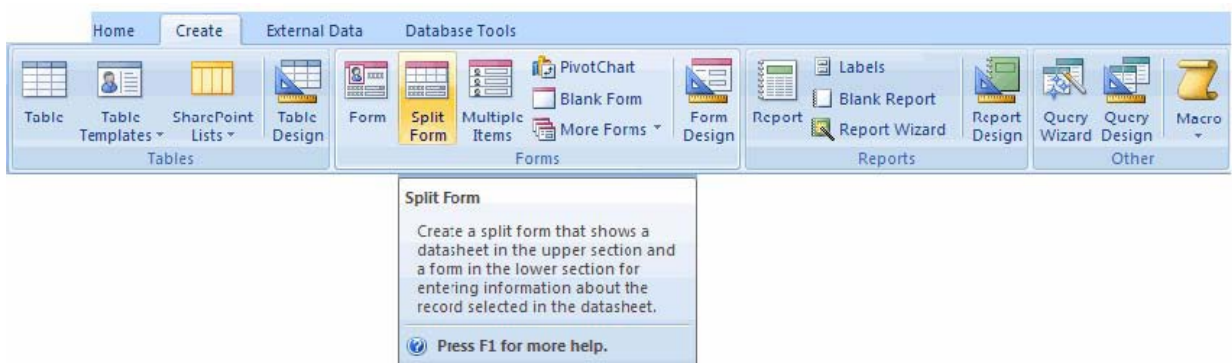 Home Create External Data Database Tools
Table
Table Templates
SharePoint Lists
Table Design
Tables
Form
Split Form
Multiple Items
PivotChart
Blank Form
More Forms
Form Design
Forms
Report
Labels
Blank Report
Report Wizard
Report Design
Reports
Query Wizard
Query Design
Macro
Other
Split Form
Create a split form that shows a
datasheet in the upper section and
a form in the lower section for
entering information about the
record selected in the datasheet.
Press F1 for more help.